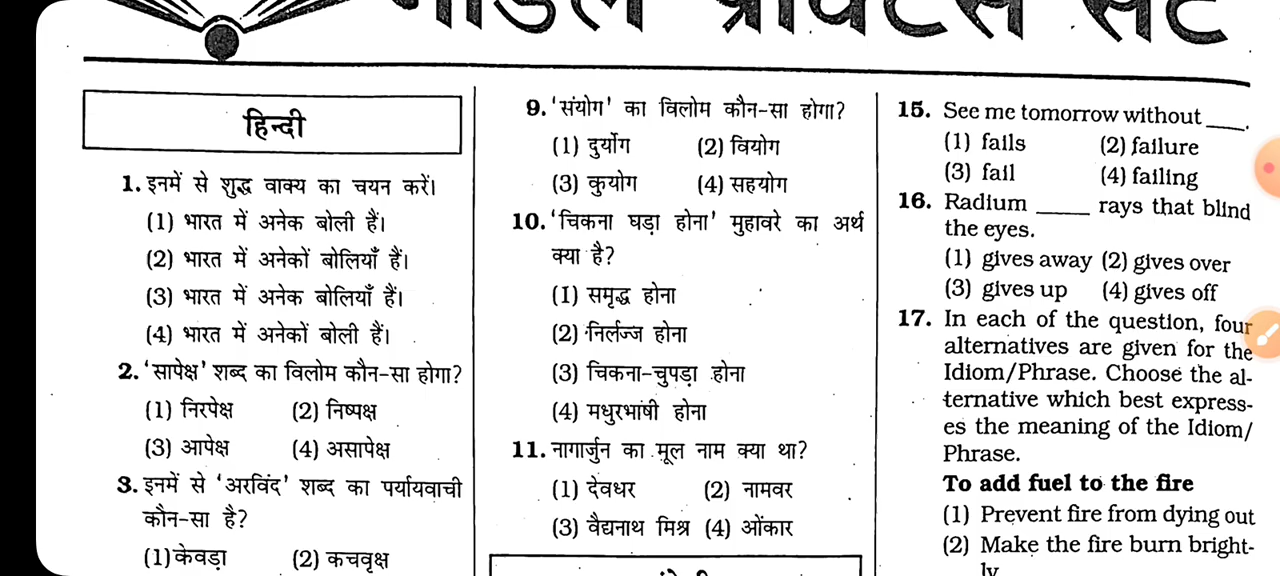 मॉडल प्रैक्टिस सेट
हिन्दी
1. इनमें से शुद्ध वाक्य का चयन करें।
(1) भारत में अनेक बोली हैं।
(2) भारत में अनेकों बोलियाँ हैं।
(3) भारत में अनेक बोलियाँ हैं।
(4) भारत में अनेकों बोली हैं।
2. 'सापेक्ष' शब्द का विलोम कौन-सा होगा?
(1) निरपेक्ष (2) निष्पक्ष
(3) आपेक्ष (4) असापेक्ष
3. इनमें से 'अरविंद' शब्द का पर्यायवाची
कौन-सा है?
(1) केवड़ा (2) कचवृक्ष
9. 'संयोग' का विलोम कौन-सा होगा?
(1) दुर्योग (2) वियोग
(3) कुयोग (4) सहयोग
10. 'चिकना घड़ा होना' मुहावरे का अर्थ
क्या है?
(1) समृद्ध होना
(2) निर्लज्ज होना
(3) चिकना-चुपड़ा होना
(4) मधुरभाषी होना
11. नागार्जुन का मूल नाम क्या था?
(1) देवधर (2) नामवर
(3) वैद्यनाथ मिश्र (4) ओंकार
15. See me tomorrow without ____.
(1) fails (2) failure
(3) fail (4) failing
16. Radium _____ rays that blind
the eyes.
(1) gives away (2) gives over
(3) gives up (4) gives off
17. In each of the question, four
alternatives are given for the
Idiom/Phrase. Choose the al-
ternative which best express-
es the meaning of the Idiom/
Phrase.
To add fuel to the fire
(1) Prevent fire from dying out
(2) Make the fire burn bright-
ly